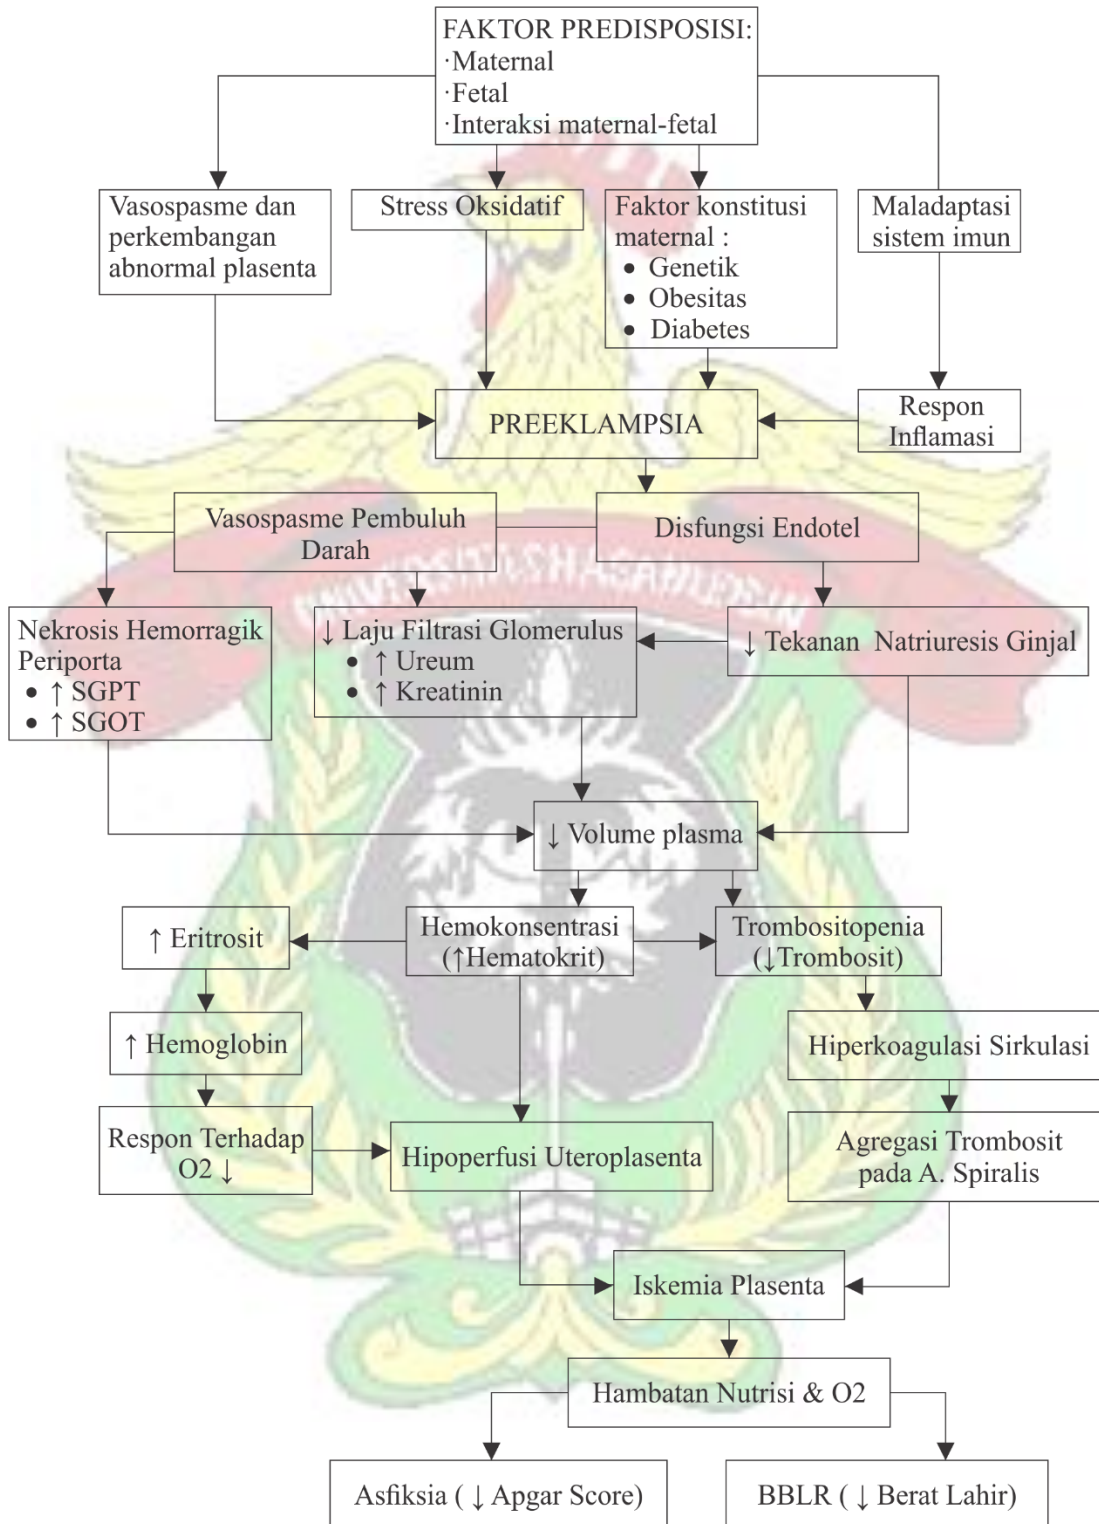 FAKTOR PREDISPOSISI:
·Maternal
·Fetal
·Interaksi maternal-fetal
Vasospasme dan
perkembangan
abnormal plasenta
Stress Oksidatif
Faktor konstitusi
maternal :
● Genetik
● Obesitas
● Diabetes
Maladaptasi
sistem imun
PREEKLAMPSIA
Respon
Inflamasi
Vasospasme Pembuluh
Darah
Disfungsi Endotel
UNIVERSITAS HASANUDDIN
Nekrosis Hemorragik
Periporta
● ↑ SGPT
● ↑ SGOT
↓ Laju Filtrasi Glomerulus
● ↑ Ureum
● ↑ Kreatinin
↓ Tekanan Natriuresis Ginjal
↓ Volume plasma
↑ Eritrosit
Hemokonsentrasi
(↑Hematokrit)
Trombositopenia
(↓Trombosit)
↑ Hemoglobin
Hiperkoagulasi Sirkulasi
Respon Terhadap
O2 ↓
Hipoperfusi Uteroplasenta
Agregasi Trombosit
pada A. Spiralis
Iskemia Plasenta
Hambatan Nutrisi & O2
Asfiksia ( ↓ Apgar Score)
BBLR ( ↓ Berat Lahir)